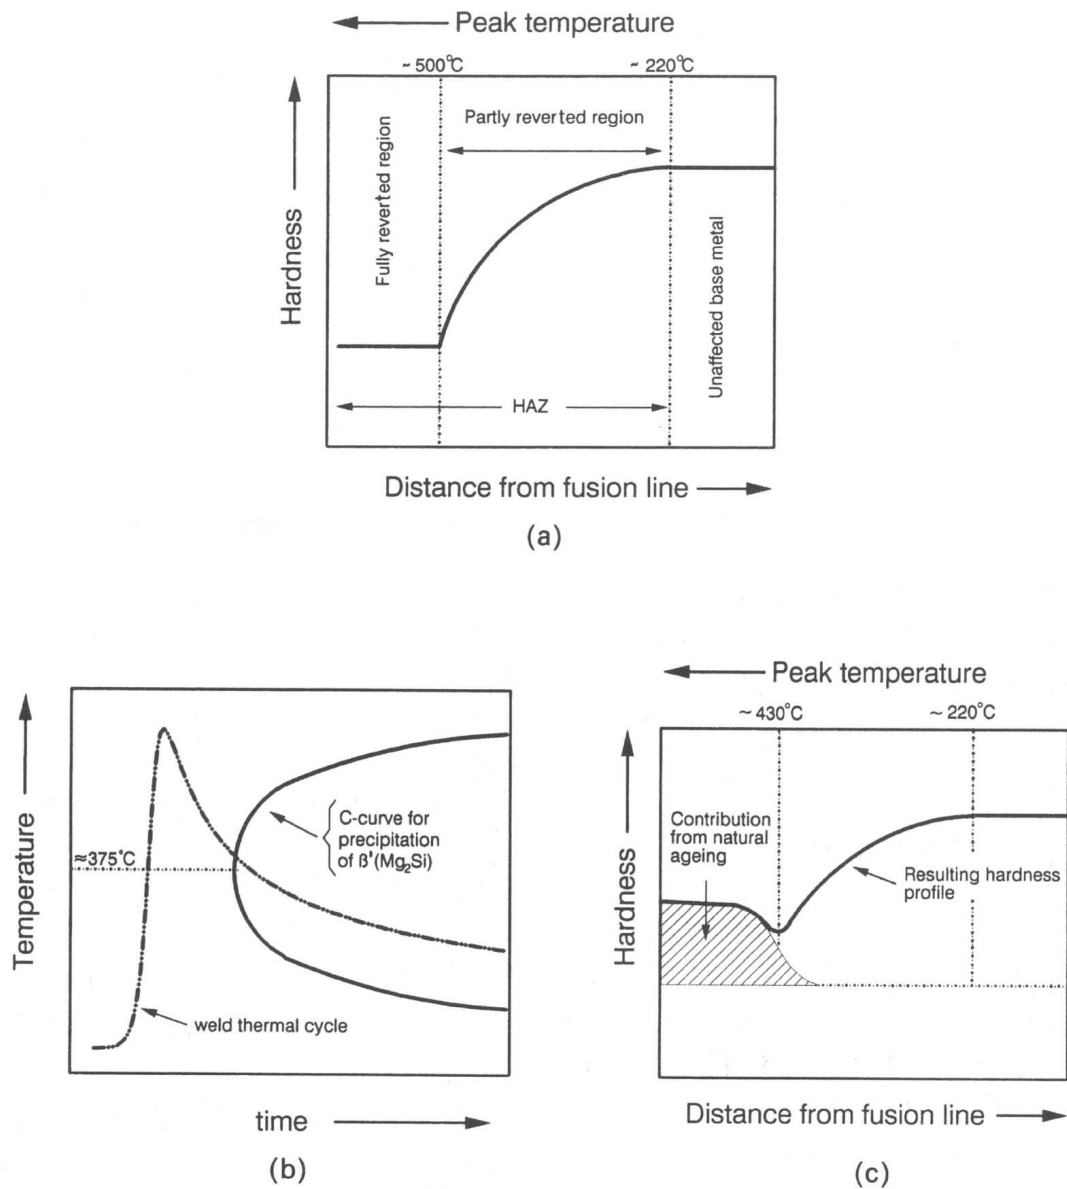 Peak temperature
~ 500°C
~ 220°C
Hardness
Fully reverted region
Partly reverted region
Unaffected base metal
HAZ
Distance from fusion line
(a)
Temperature
≈375°C
C-curve for
precipitation
of ß'(Mg₂Si)
weld thermal cycle
time
(b)
Peak temperature
~ 430°C
~ 220°C
Hardness
Contribution
from natural
ageing
Resulting hardness
profile
Distance from fusion line
(c)